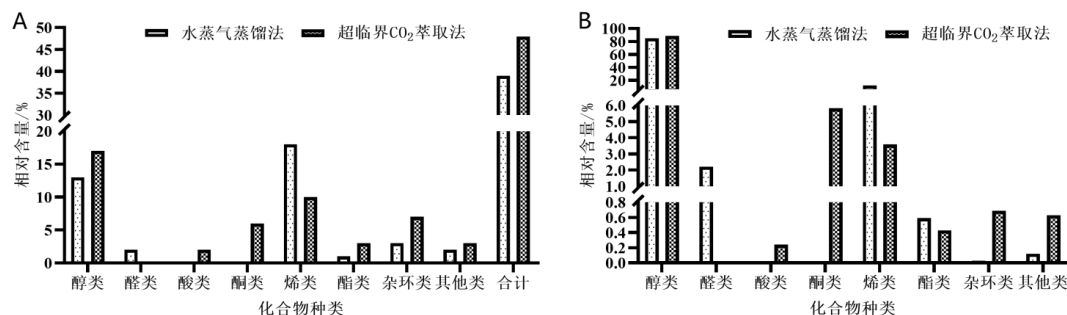 A
水蒸气蒸馏法 超临界CO₂萃取法
相对含量/%
50
45
40
35
30
20
15
10
5
0
醇类 醛类 酸类 酮类 烯类 酯类 杂环类 其他类 合计
化合物种类
B
水蒸气蒸馏法 超临界CO₂萃取法
相对含量/%
100
80
60
40
20
6.0
5.0
4.0
3.0
2.0
1.0
0.8
0.6
0.4
0.2
0.0
醇类 醛类 酸类 酮类 烯类 酯类 杂环类 其他类
化合物种类